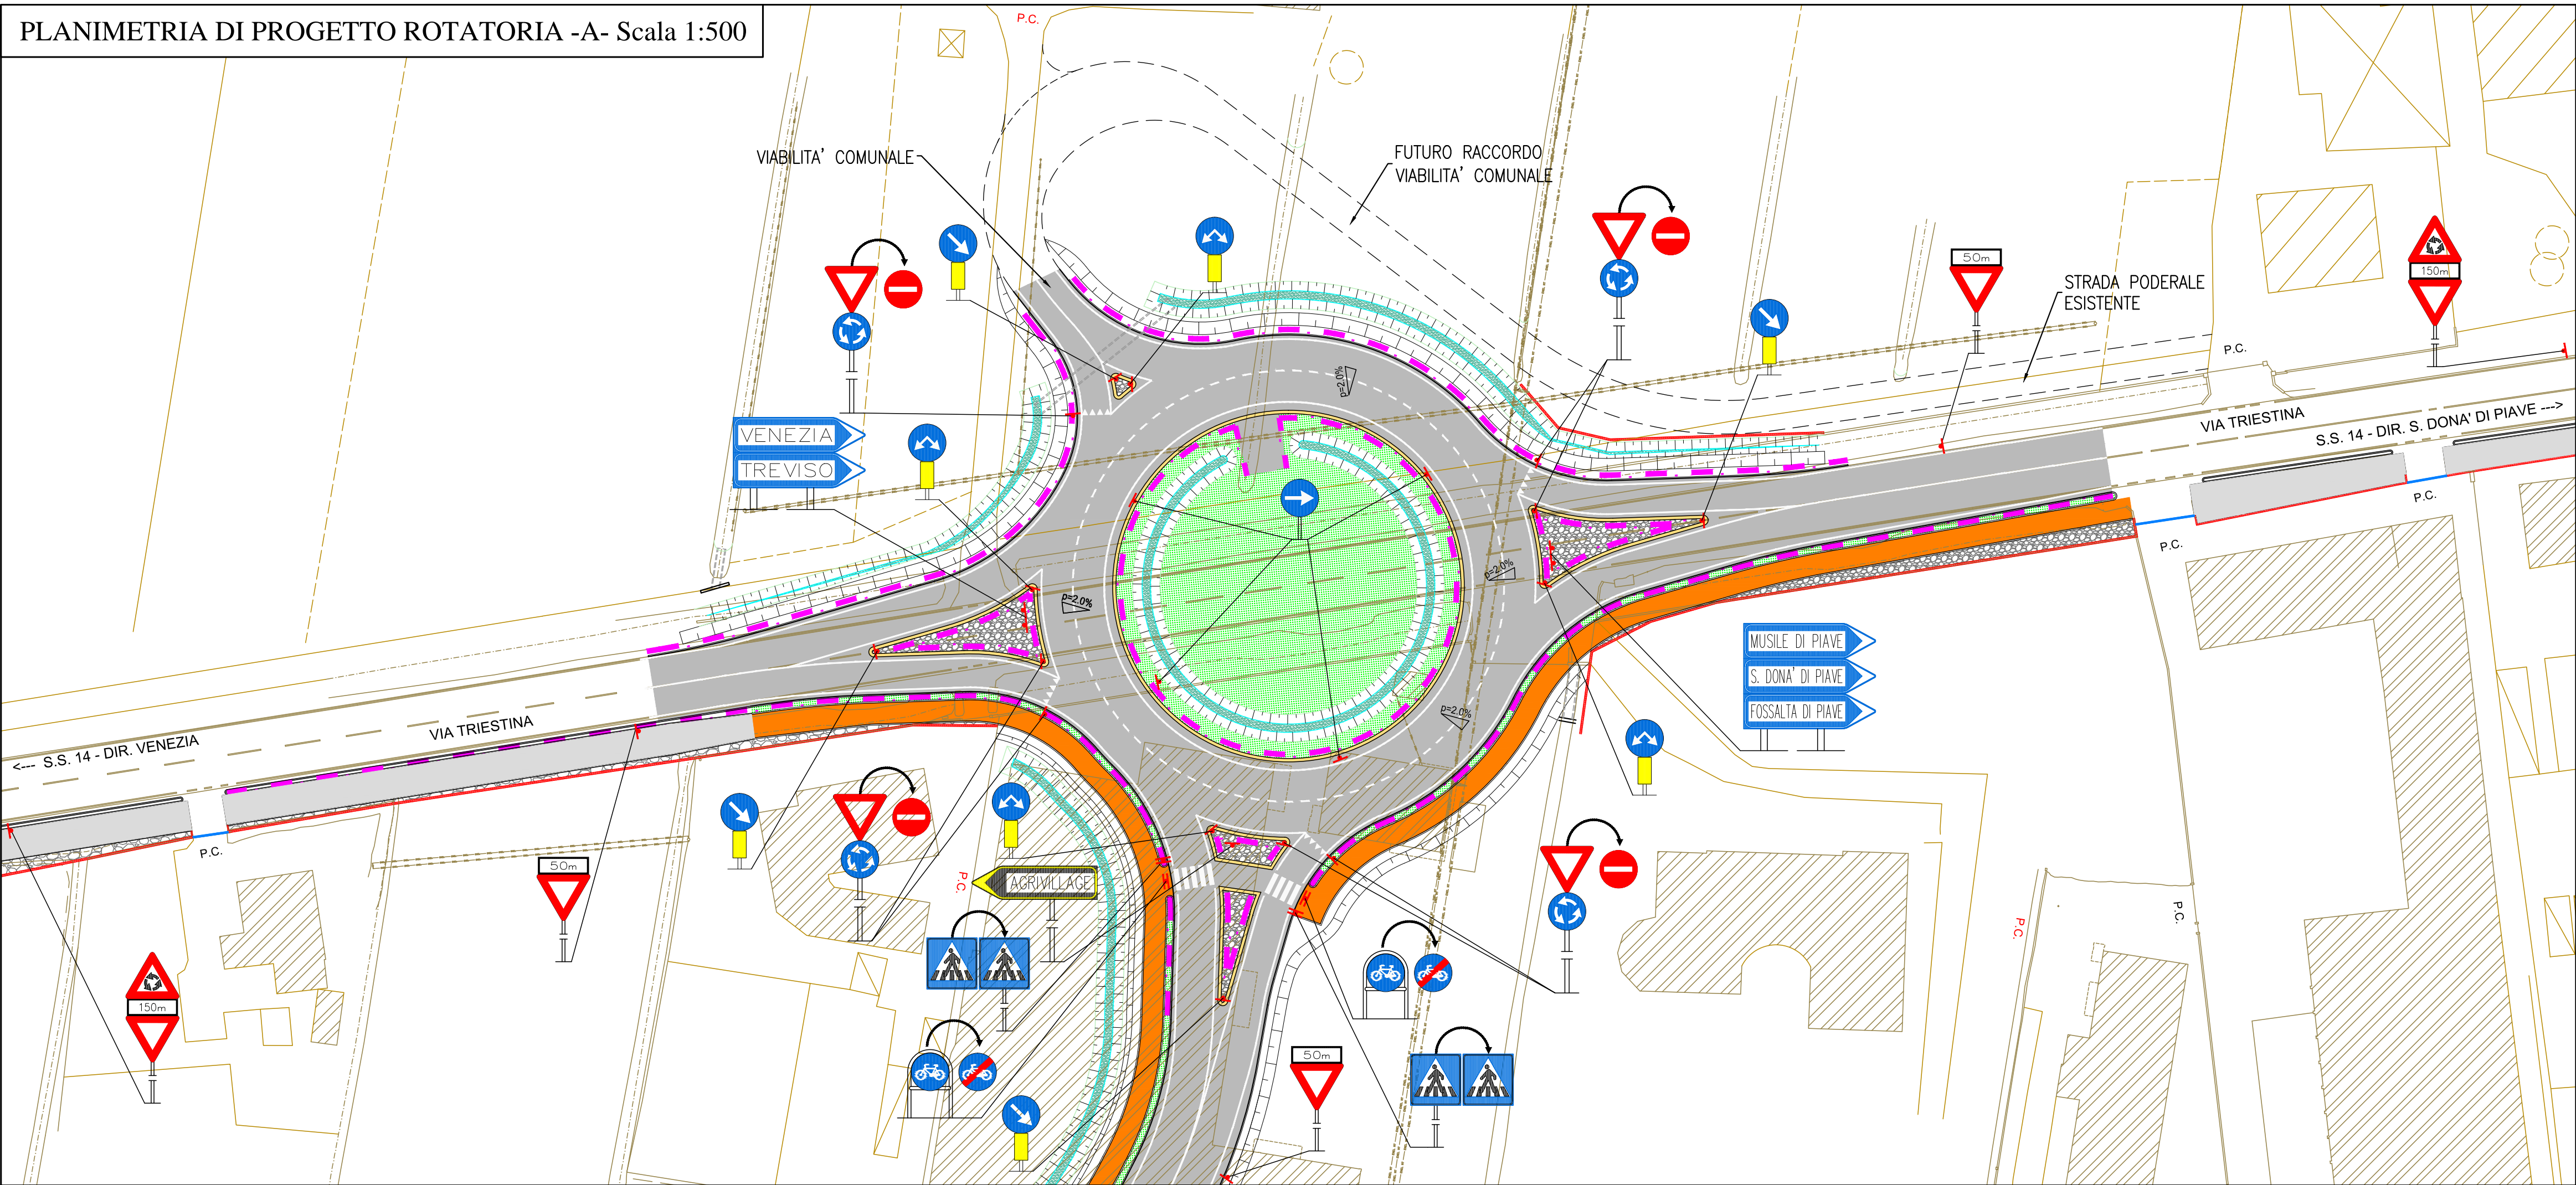 PLANIMETRIA DI PROGETTO ROTATORIA -A- Scala 1:500
P.C.
VIABILITA' COMUNALE
FUTURO RACCORDO
VIABILITA' COMUNALE
50m
150m
STRADA PODERALE
ESISTENTE
P.C.
p=2.0%
VENEZIA
TREVISO
VIA TRIESTINA
S.S. 14 - DIR. S. DONA' DI PIAVE --->
P.C.
P.C.
p=2.0%
p=2.0%
MUSILE DI PIAVE
S. DONA' DI PIAVE
FOSSALTA DI PIAVE
p=2.0%
VIA TRIESTINA
<--- S.S. 14 - DIR. VENEZIA
P.C.
50m
P.C.
AGRIVILLAGE
P.C.
P.C.
150m
50m